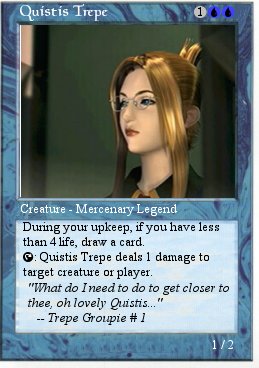 Quistis Trepe 1
Creature - Mercenary Legend
During your upkeep, if you have less
than 4 life, draw a card.
: Quistis Trepe deals 1 damage to
target creature or player.
"What do I need to do to get closer to
thee, oh lovely Quistis..."
-- Trepe Groupie # 1
1 / 2